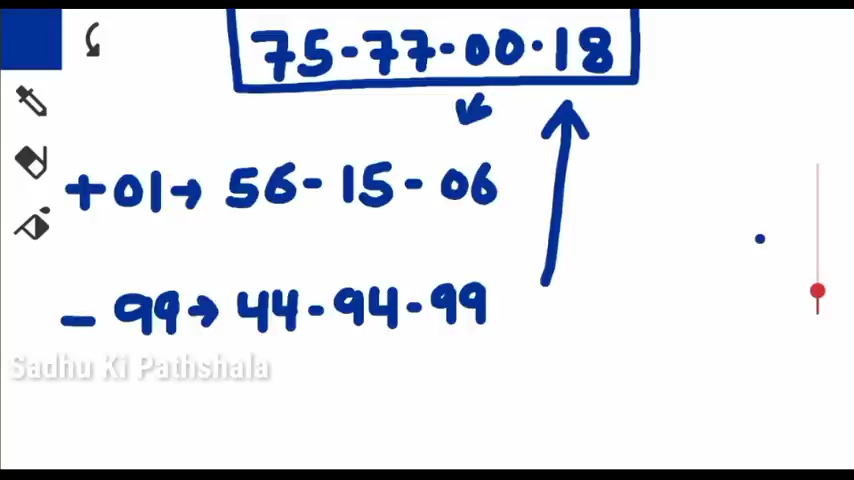 75-77-00·18
+01→ 56-15-06
- 99→ 44-94-99
Sadhu Ki Pathshala